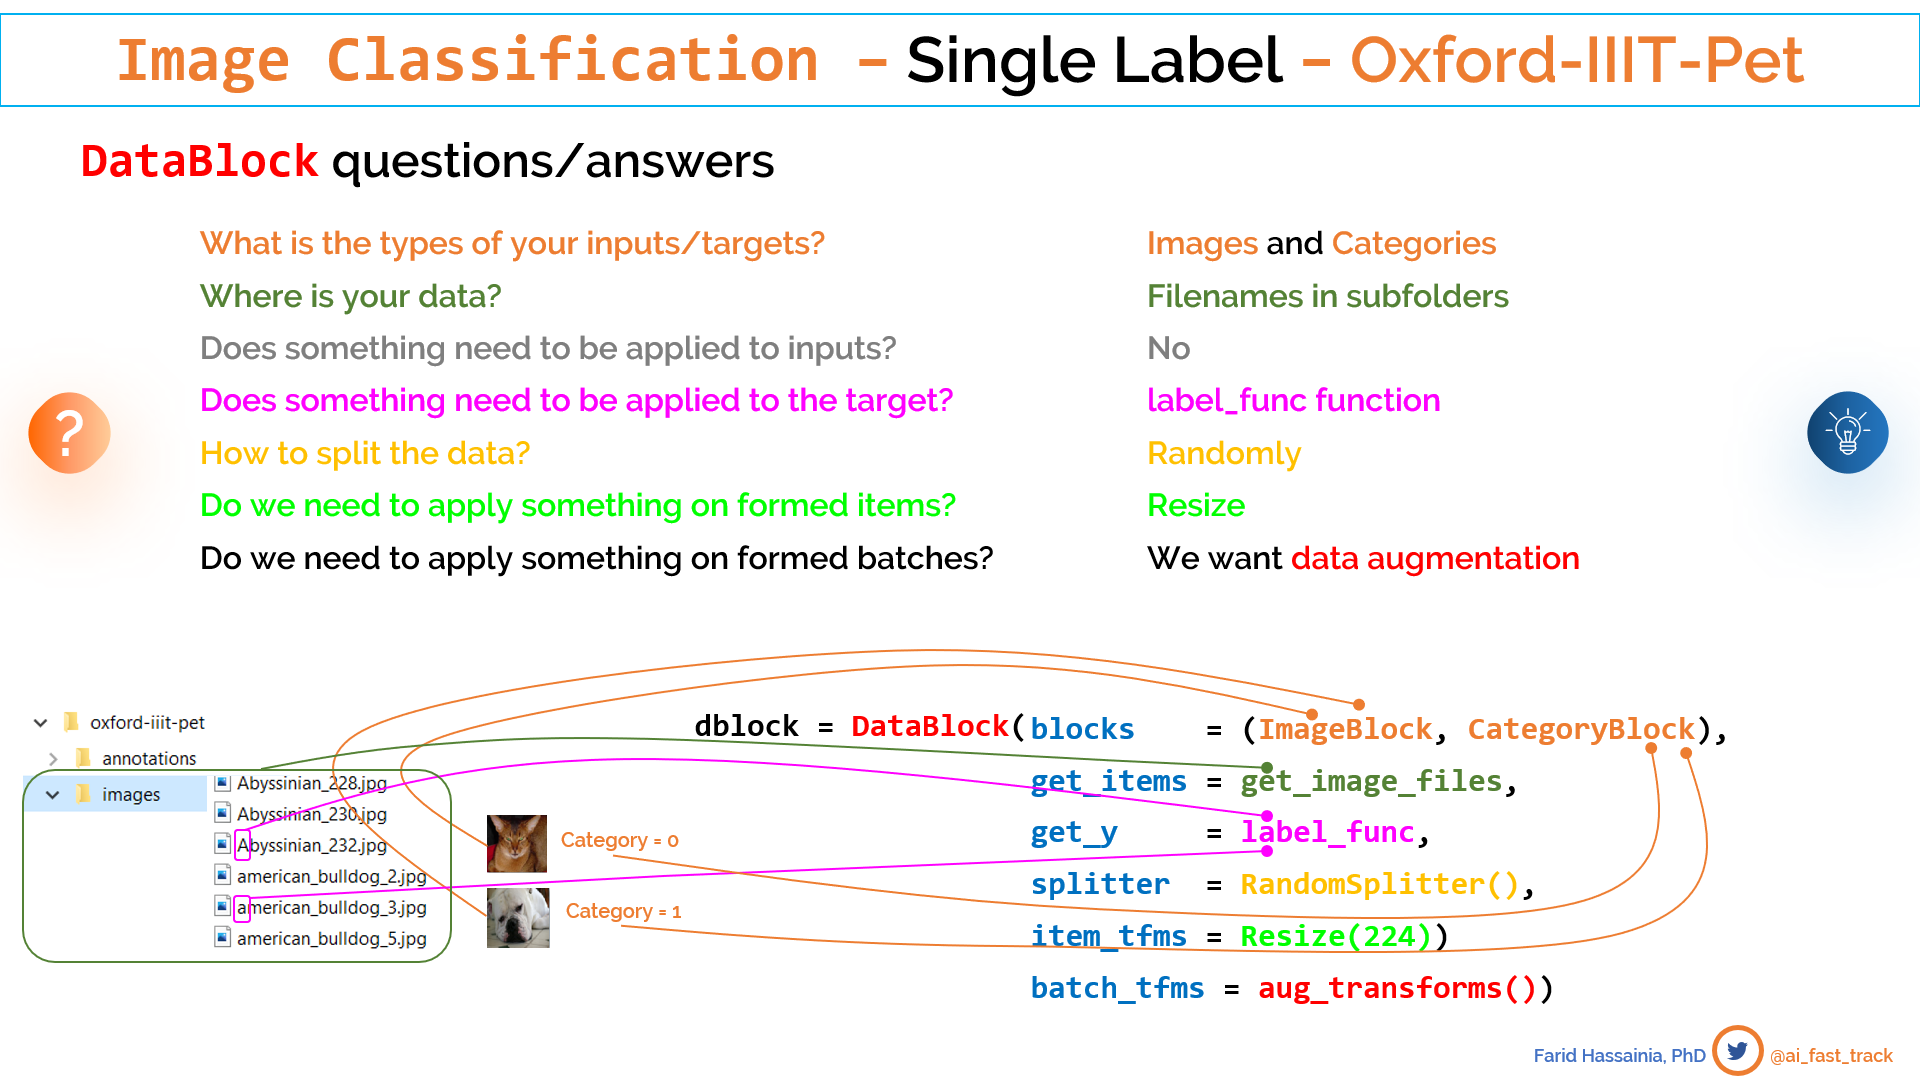 Image Classification – Single Label – Oxford-IIIT-Pet
DataBlock questions/answers
What is the types of your inputs/targets? Images and Categories
Where is your data? Filenames in subfolders
Does something need to be applied to inputs? No
Does something need to be applied to the target? label_func function
How to split the data? Randomly
Do we need to apply something on formed items? Resize
Do we need to apply something on formed batches? We want data augmentation
?
oxford-iiit-pet
annotations
images
Abyssinian_228.jpg
Abyssinian_230.jpg
Abyssinian_232.jpg
american_bulldog_2.jpg
american_bulldog_3.jpg
american_bulldog_5.jpg
Category = 0
Category = 1
dblock = DataBlock(blocks = (ImageBlock, CategoryBlock),
get_items = get_image_files,
get_y = label_func,
splitter = RandomSplitter(),
item_tfms = Resize(224))
batch_tfms = aug_transforms())
Farid Hassainia, PhD @ai_fast_track